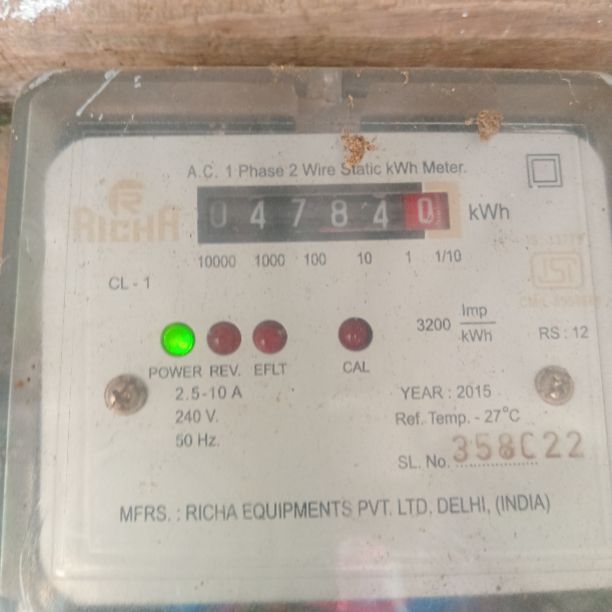 A.C. 1 Phase 2 Wire Static kWh Meter.
RICHA
0 4 7 8 4 0 kWh
10000 1000 100 10 1 1/10
CL - 1
3200 Imp/kWh
RS : 12
POWER REV. EFLT CAL
2.5-10 A
240 V.
50 Hz.
YEAR : 2015
Ref. Temp. - 27°C
SL. No. 358C22
MFRS. : RICHA EQUIPMENTS PVT. LTD. DELHI, (INDIA)